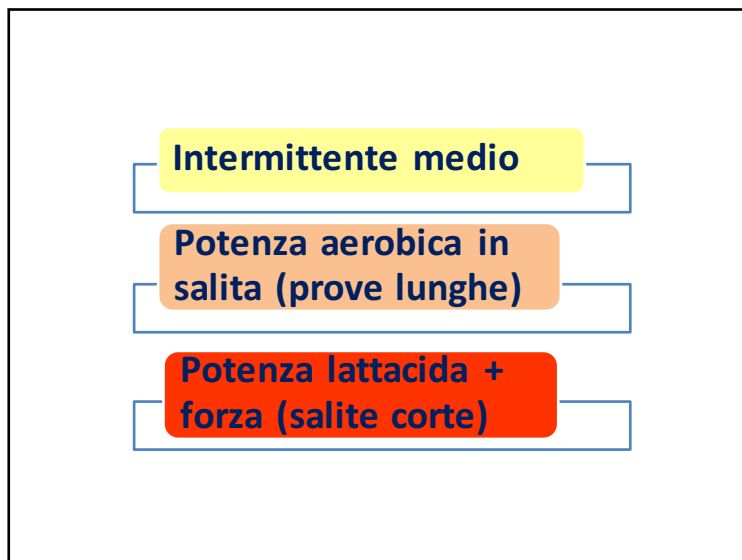 Intermittente medio
Potenza aerobica in
salita (prove lunghe)
Potenza lattacida +
forza (salite corte)